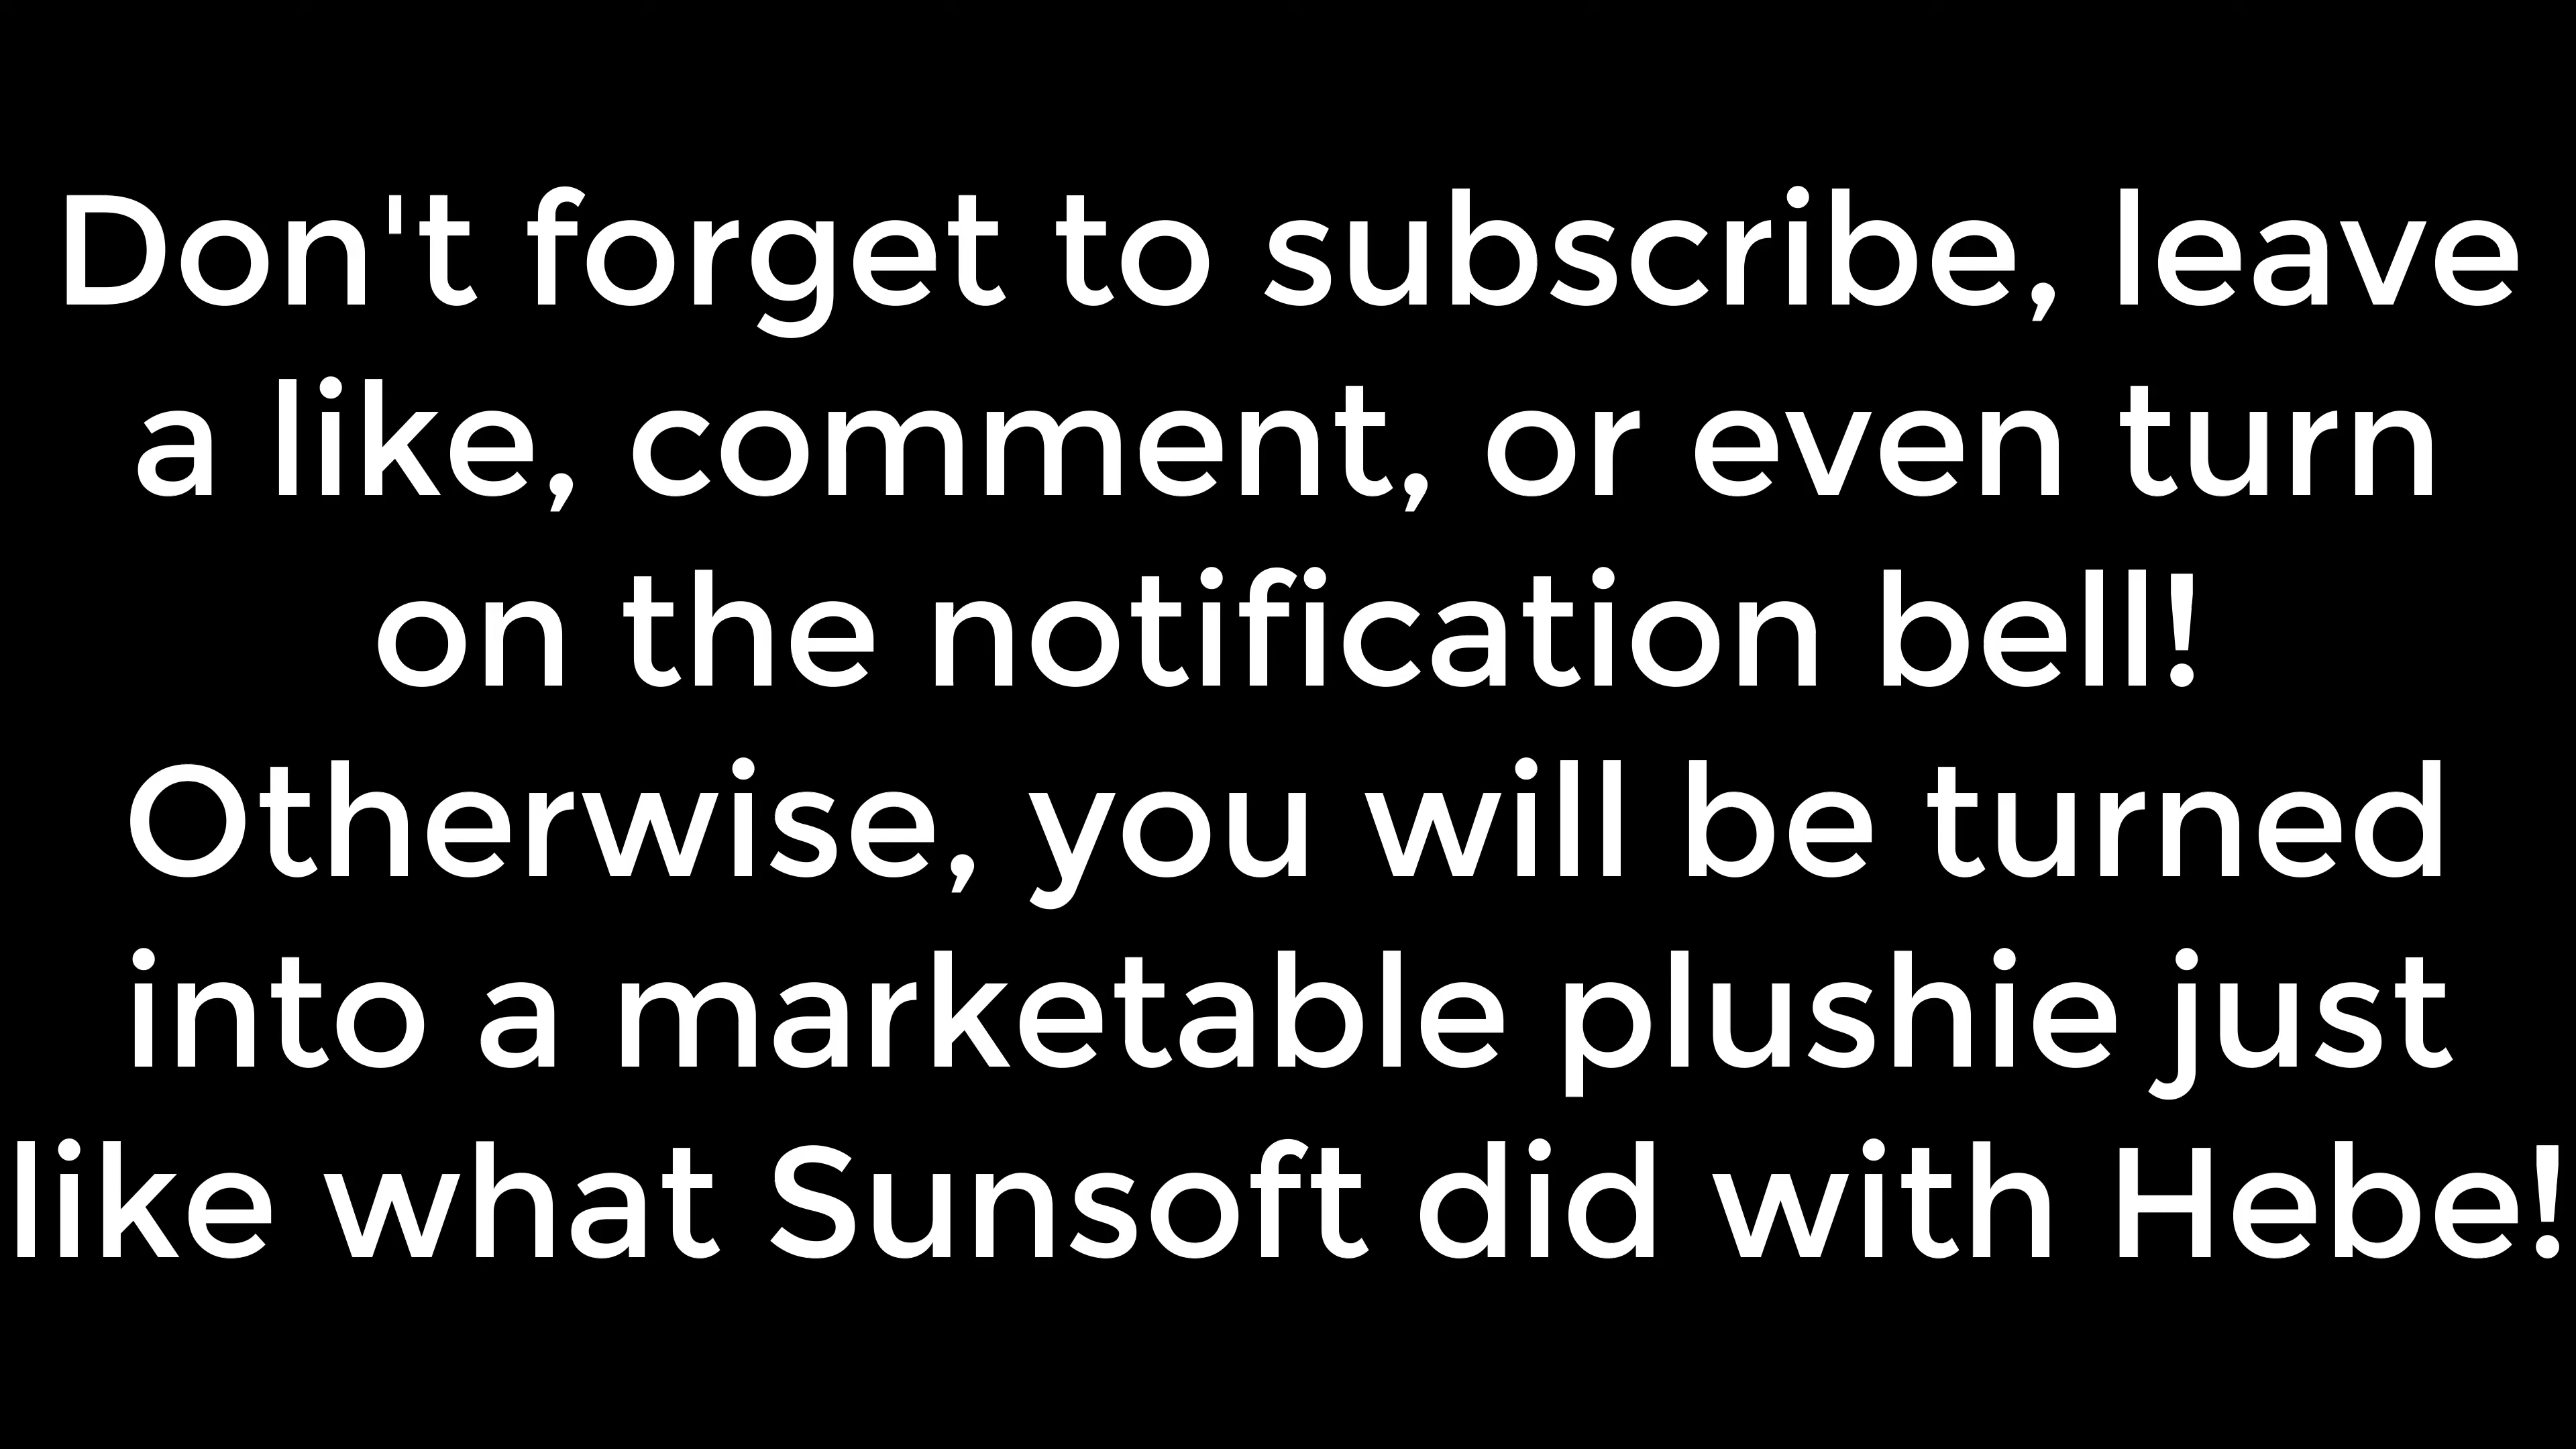 Don't forget to subscribe, leave
a like, comment, or even turn
on the notification bell!
Otherwise, you will be turned
into a marketable plushie just
like what Sunsoft did with Hebe!